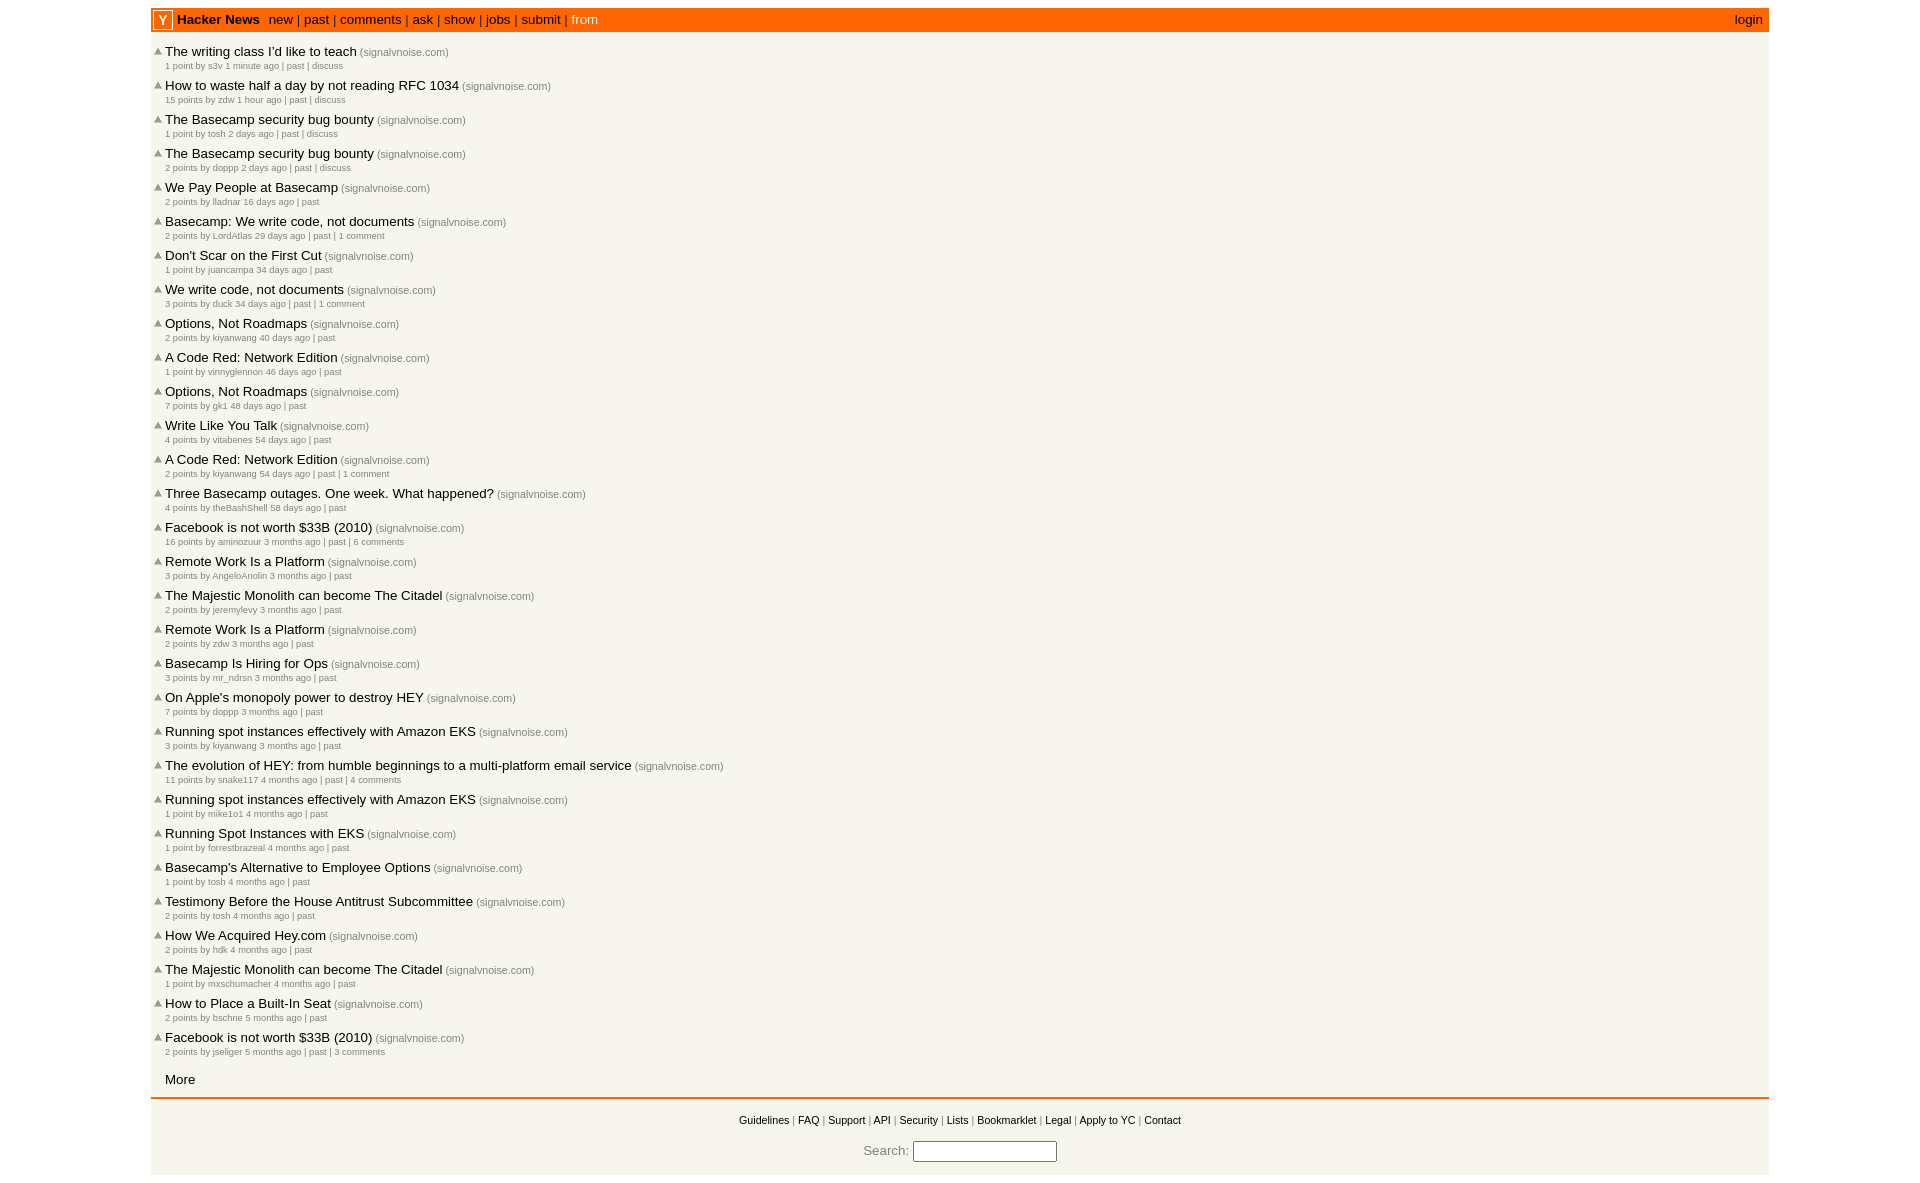 Y Hacker News new | past | comments | ask | show | jobs | submit | from login
The writing class I'd like to teach (signalvnoise.com)
1 point by s3v 1 minute ago | past | discuss
How to waste half a day by not reading RFC 1034 (signalvnoise.com)
15 points by zdw 1 hour ago | past | discuss
The Basecamp security bug bounty (signalvnoise.com)
1 point by tosh 2 days ago | past | discuss
The Basecamp security bug bounty (signalvnoise.com)
2 points by doppp 2 days ago | past | discuss
We Pay People at Basecamp (signalvnoise.com)
2 points by lladnar 16 days ago | past
Basecamp: We write code, not documents (signalvnoise.com)
2 points by LordAtlas 29 days ago | past | 1 comment
Don't Scar on the First Cut (signalvnoise.com)
1 point by juancampa 34 days ago | past
We write code, not documents (signalvnoise.com)
3 points by duck 34 days ago | past | 1 comment
Options, Not Roadmaps (signalvnoise.com)
2 points by kiyanwang 40 days ago | past
A Code Red: Network Edition (signalvnoise.com)
1 point by vinnyglennon 46 days ago | past
Options, Not Roadmaps (signalvnoise.com)
7 points by gk1 48 days ago | past
Write Like You Talk (signalvnoise.com)
4 points by vitabenes 54 days ago | past
A Code Red: Network Edition (signalvnoise.com)
2 points by kiyanwang 54 days ago | past | 1 comment
Three Basecamp outages. One week. What happened? (signalvnoise.com)
4 points by theBashShell 58 days ago | past
Facebook is not worth $33B (2010) (signalvnoise.com)
16 points by aminozuur 3 months ago | past | 6 comments
Remote Work Is a Platform (signalvnoise.com)
3 points by AngeloAnolin 3 months ago | past
The Majestic Monolith can become The Citadel (signalvnoise.com)
2 points by jeremylevy 3 months ago | past
Remote Work Is a Platform (signalvnoise.com)
2 points by zdw 3 months ago | past
Basecamp Is Hiring for Ops (signalvnoise.com)
3 points by mr_ndrsn 3 months ago | past
On Apple's monopoly power to destroy HEY (signalvnoise.com)
7 points by doppp 3 months ago | past
Running spot instances effectively with Amazon EKS (signalvnoise.com)
3 points by kiyanwang 3 months ago | past
The evolution of HEY: from humble beginnings to a multi-platform email service (signalvnoise.com)
11 points by snake117 4 months ago | past | 4 comments
Running spot instances effectively with Amazon EKS (signalvnoise.com)
1 point by mike1o1 4 months ago | past
Running Spot Instances with EKS (signalvnoise.com)
1 point by forrestbrazeal 4 months ago | past
Basecamp's Alternative to Employee Options (signalvnoise.com)
1 point by tosh 4 months ago | past
Testimony Before the House Antitrust Subcommittee (signalvnoise.com)
2 points by tosh 4 months ago | past
How We Acquired Hey.com (signalvnoise.com)
2 points by hdk 4 months ago | past
The Majestic Monolith can become The Citadel (signalvnoise.com)
1 point by mxschumacher 4 months ago | past
How to Place a Built-In Seat (signalvnoise.com)
2 points by bschne 5 months ago | past
Facebook is not worth $33B (2010) (signalvnoise.com)
2 points by jseliger 5 months ago | past | 3 comments
More
Guidelines | FAQ | Support | API | Security | Lists | Bookmarklet | Legal | Apply to YC | Contact
Search: